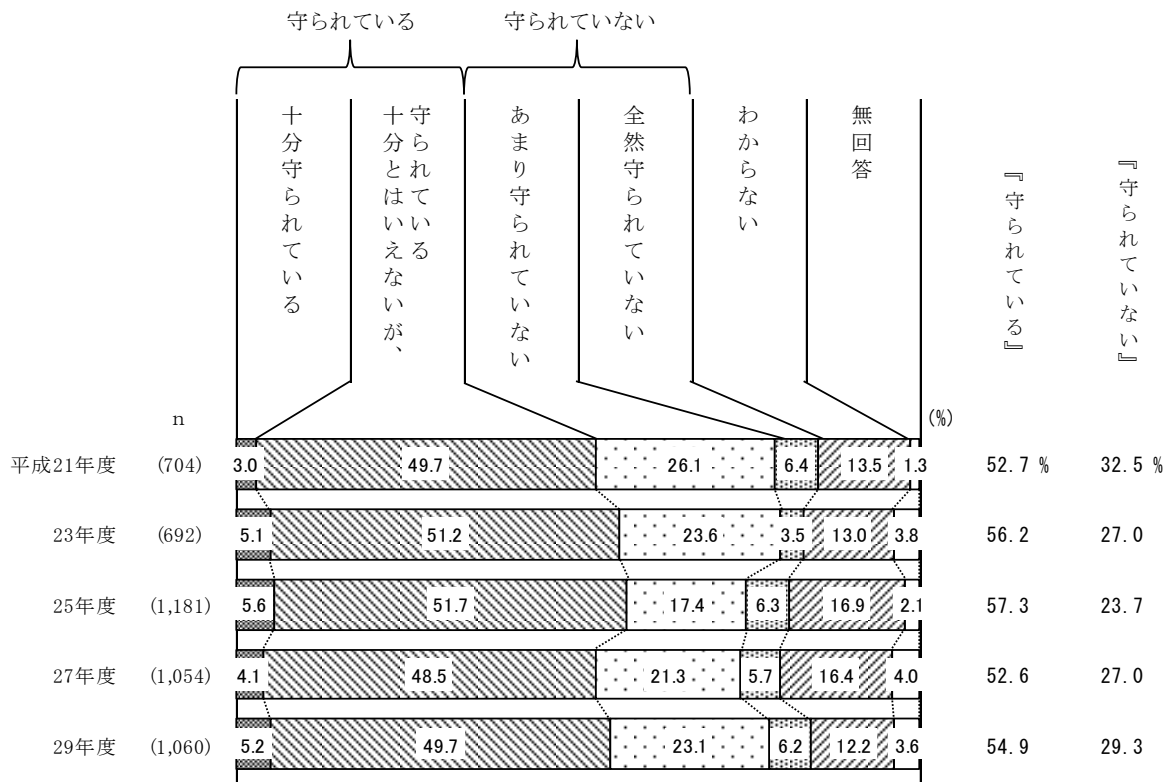 守られている 守られていない
十分守られている
十分とはいえないが、
守られている
あまり守られていない
全然守られていない
わからない
無回答
『守られている』
『守られていない』
n (%)
平成21年度 (704) 3.0 49.7 26.1 6.4 13.5 1.3 52.7 % 32.5 %
23年度 (692) 5.1 51.2 23.6 3.5 13.0 3.8 56.2 27.0
25年度 (1,181) 5.6 51.7 17.4 6.3 16.9 2.1 57.3 23.7
27年度 (1,054) 4.1 48.5 21.3 5.7 16.4 4.0 52.6 27.0
29年度 (1,060) 5.2 49.7 23.1 6.2 12.2 3.6 54.9 29.3